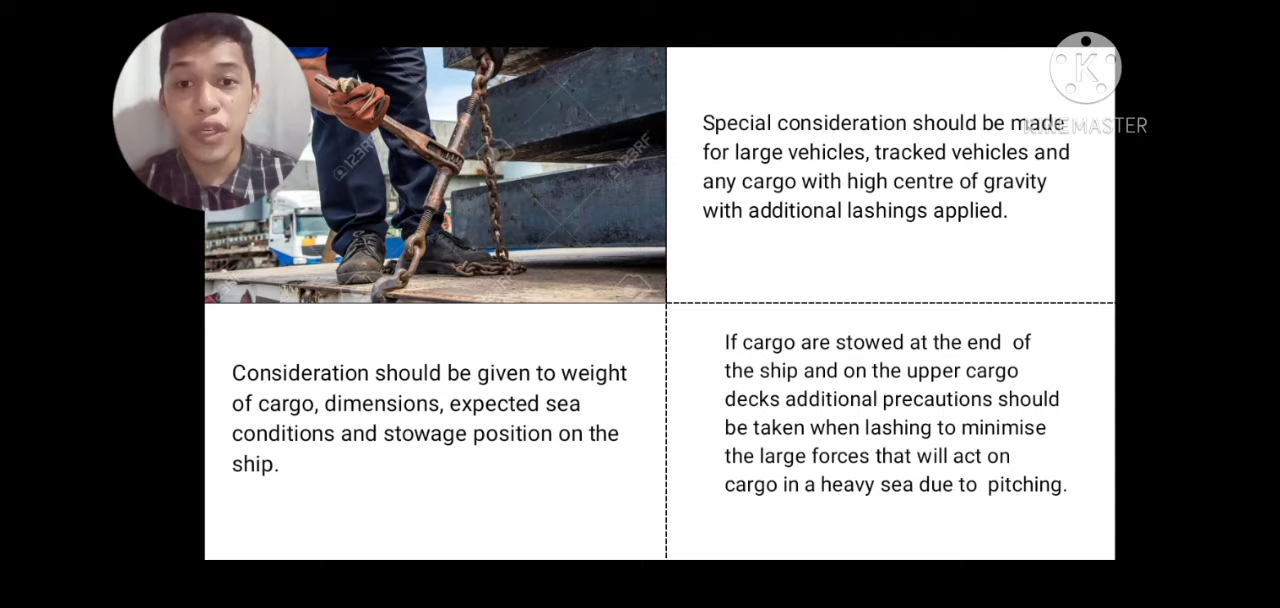 K
KINEMASTER
123RF
123RF
Special consideration should be made
for large vehicles, tracked vehicles and
any cargo with high centre of gravity
with additional lashings applied.
Consideration should be given to weight
of cargo, dimensions, expected sea
conditions and stowage position on the
ship.
If cargo are stowed at the end of
the ship and on the upper cargo
decks additional precautions should
be taken when lashing to minimise
the large forces that will act on
cargo in a heavy sea due to pitching.